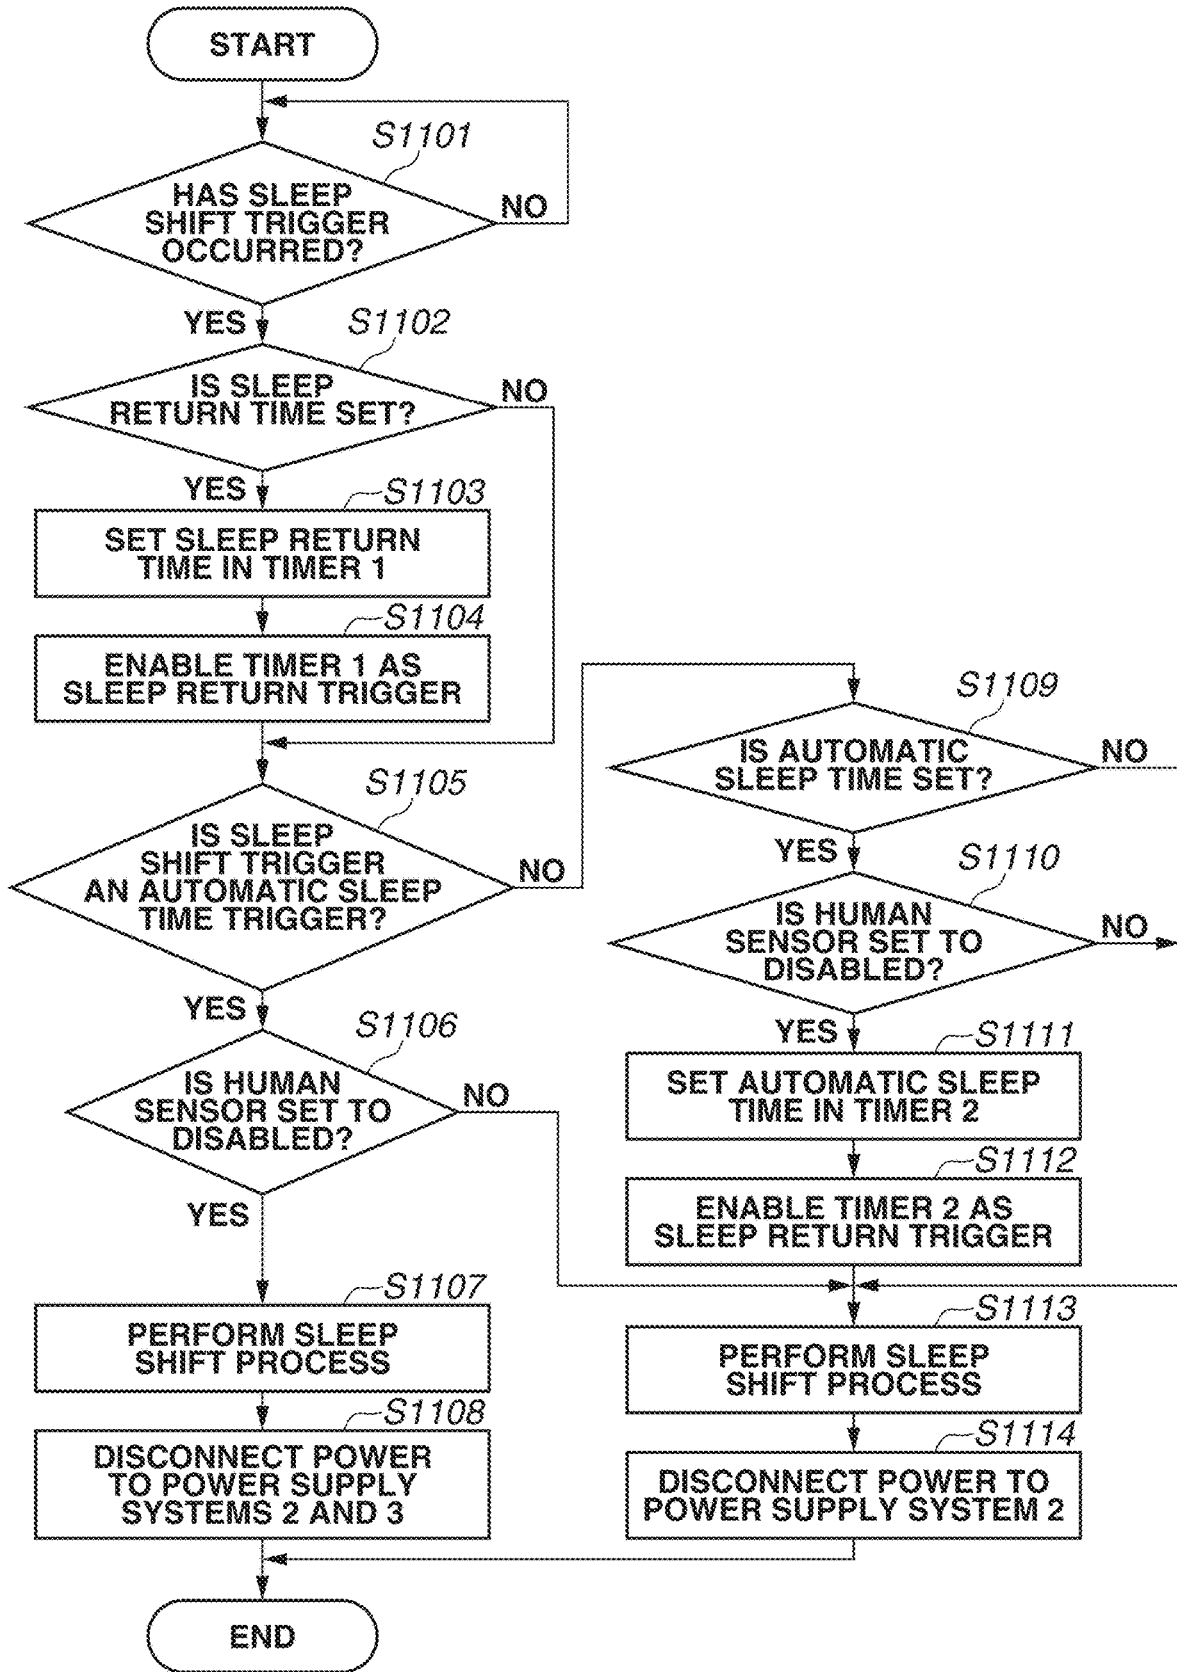 START
S1101
HAS SLEEP
SHIFT TRIGGER
OCCURRED?
NO
YES
S1102
IS SLEEP
RETURN TIME SET?
NO
YES
S1103
SET SLEEP RETURN
TIME IN TIMER 1
S1104
ENABLE TIMER 1 AS
SLEEP RETURN TRIGGER
S1105
IS SLEEP
SHIFT TRIGGER
AN AUTOMATIC SLEEP
TIME TRIGGER?
NO
YES
S1106
IS HUMAN
SENSOR SET TO
DISABLED?
NO
YES
S1107
PERFORM SLEEP
SHIFT PROCESS
S1108
DISCONNECT POWER
TO POWER SUPPLY
SYSTEMS 2 AND 3
S1109
IS AUTOMATIC
SLEEP TIME SET?
NO
YES
S1110
IS HUMAN
SENSOR SET TO
DISABLED?
NO
YES
S1111
SET AUTOMATIC SLEEP
TIME IN TIMER 2
S1112
ENABLE TIMER 2 AS
SLEEP RETURN TRIGGER
S1113
PERFORM SLEEP
SHIFT PROCESS
S1114
DISCONNECT POWER TO
POWER SUPPLY SYSTEM 2
END